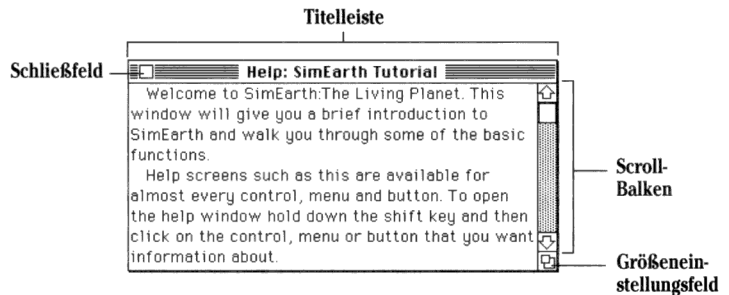 Titelleiste
Schließfeld
Help: SimEarth Tutorial
Welcome to SimEarth:The Living Planet. This
window will give you a brief introduction to
SimEarth and walk you through some of the basic
functions.
Help screens such as this are available for
almost every control, menu and button. To open
the help window hold down the shift key and then
click on the control, menu or button that you want
information about.
Scroll-
Balken
Größenein-
stellungsfeld